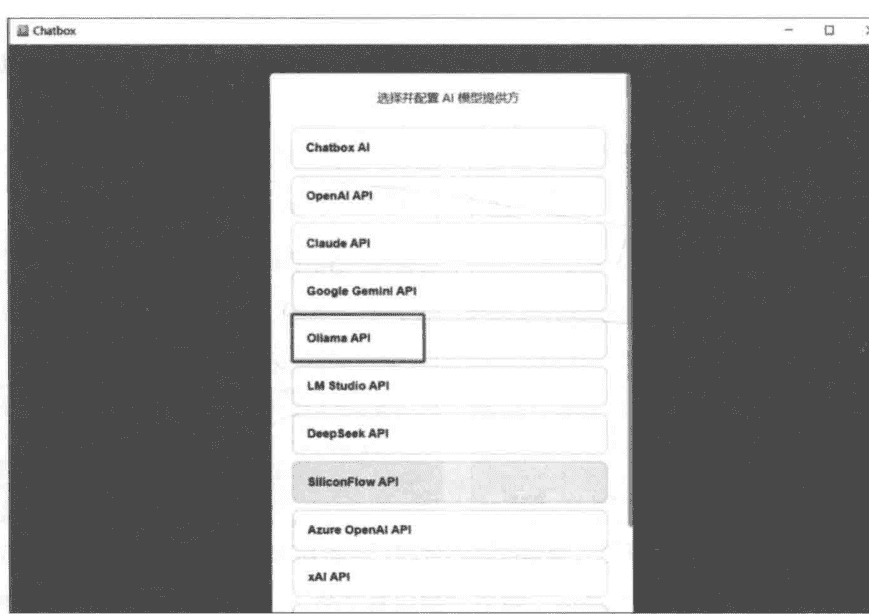 Chatbox
选择并配置 AI 模型提供方
Chatbox AI
OpenAI API
Claude API
Google Gemini API
Ollama API
LM Studio API
DeepSeek API
SiliconFlow API
Azure OpenAI API
xAI API